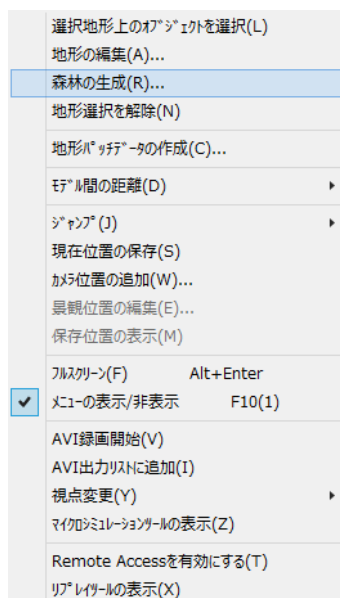 選択地形上のｵﾌﾞｼﾞｪｸﾄを選択(L)
地形の編集(A)...
森林の生成(R)...
地形選択を解除(N)
地形ﾊﾟｯﾁﾃﾞｰﾀの作成(C)...
ﾓﾃﾞﾙ間の距離(D)
ｼﾞｬﾝﾌﾟ(J)
現在位置の保存(S)
ｶﾒﾗ位置の追加(W)...
景観位置の編集(E)...
保存位置の表示(M)
ﾌﾙｽｸﾘｰﾝ(F) Alt+Enter
ﾒﾆｭｰの表示/非表示 F10(1)
AVI録画開始(V)
AVI出力ﾘｽﾄに追加(I)
視点変更(Y)
ﾏｲｸﾛｼﾐｭﾚｰｼｮﾝﾂｰﾙの表示(Z)
Remote Accessを有効にする(T)
ﾘﾌﾟﾚｲﾂｰﾙの表示(X)